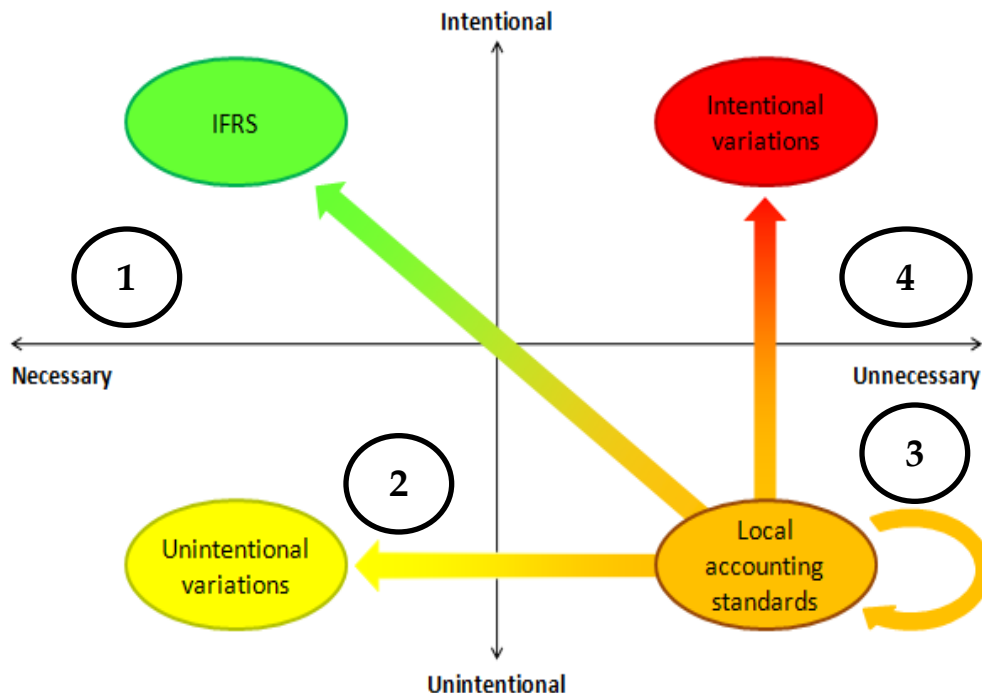 Intentional
IFRS
Intentional
variations
1
4
Necessary
Unnecessary
2
3
Unintentional
variations
Local
accounting
standards
Unintentional